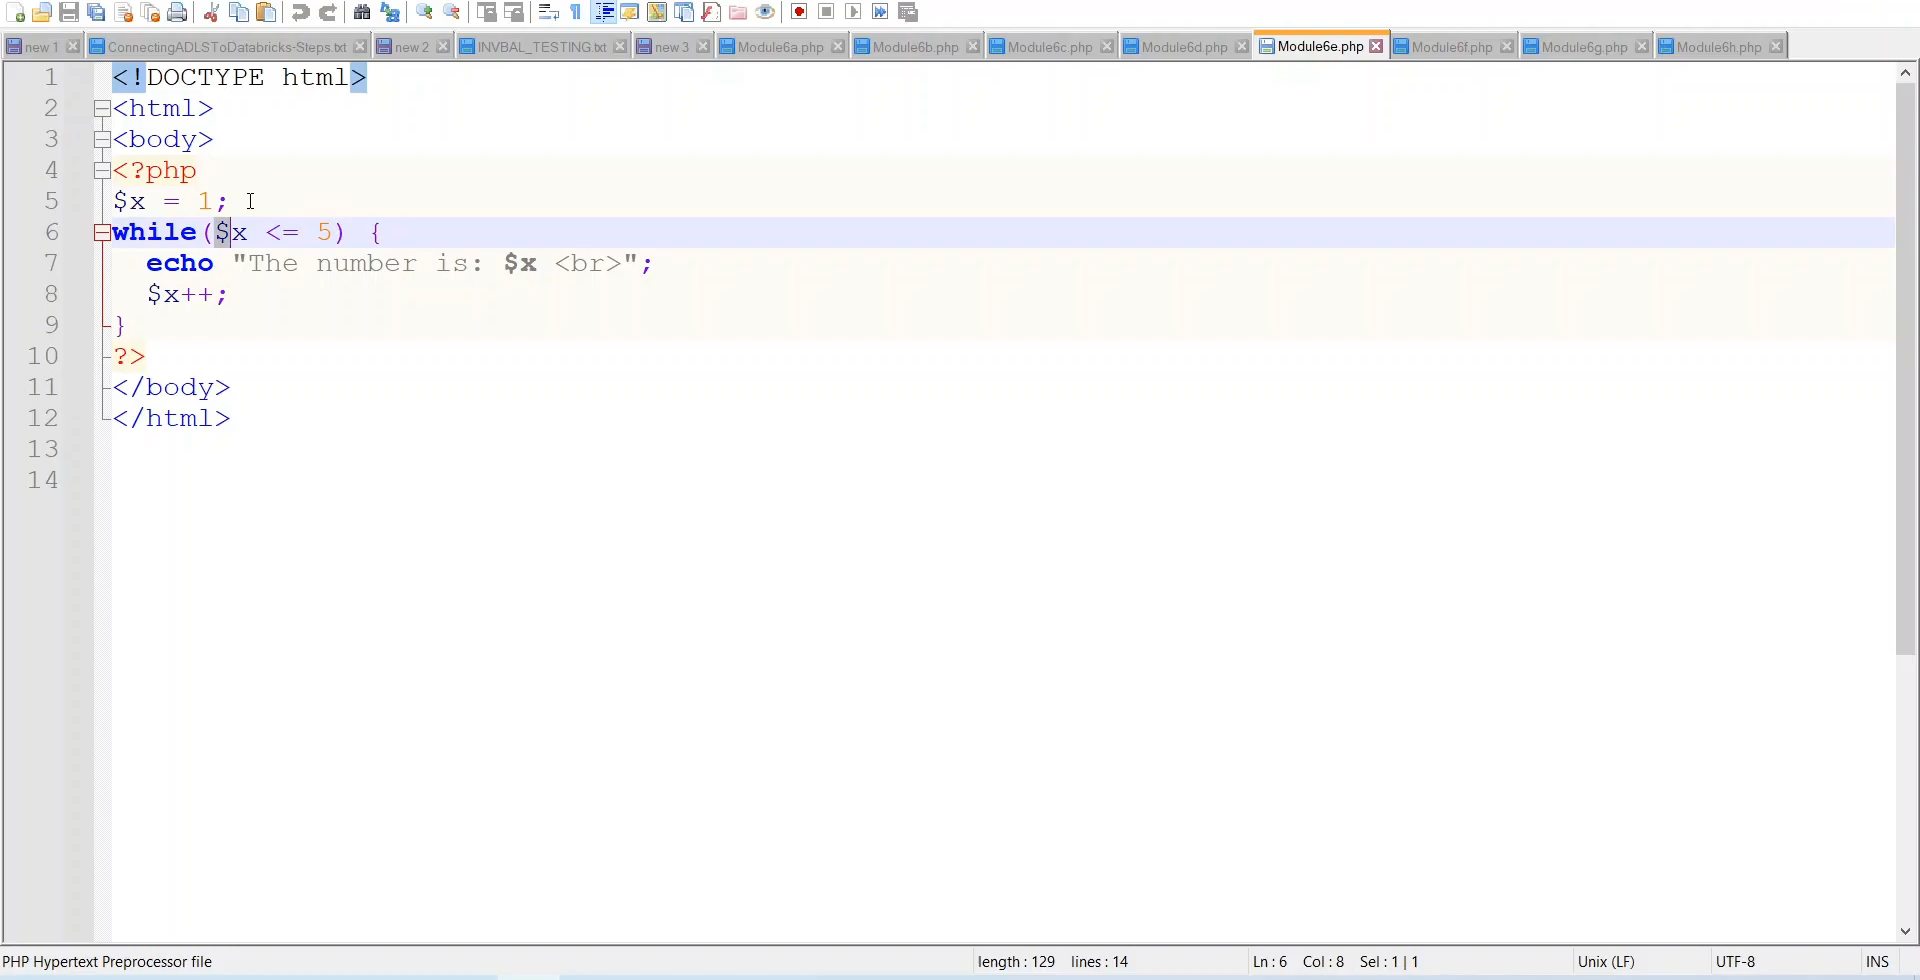 new 1 ConnectingADLSToDatabricks-Steps.txt new 2 INVBAL_TESTING.txt new 3 Module6a.php Module6b.php Module6c.php Module6d.php Module6e.php Module6f.php Module6g.php Module6h.php
1 <!DOCTYPE html>
2 <html>
3 <body>
4 <?php
5 $x = 1;
6 while($x <= 5) {
7 echo "The number is: $x <br>";
8 $x++;
9 }
10 ?>
11 </body>
12 </html>
13
14
PHP Hypertext Preprocessor file length : 129 lines : 14 Ln : 6 Col : 8 Sel : 1 | 1 Unix (LF) UTF-8 INS